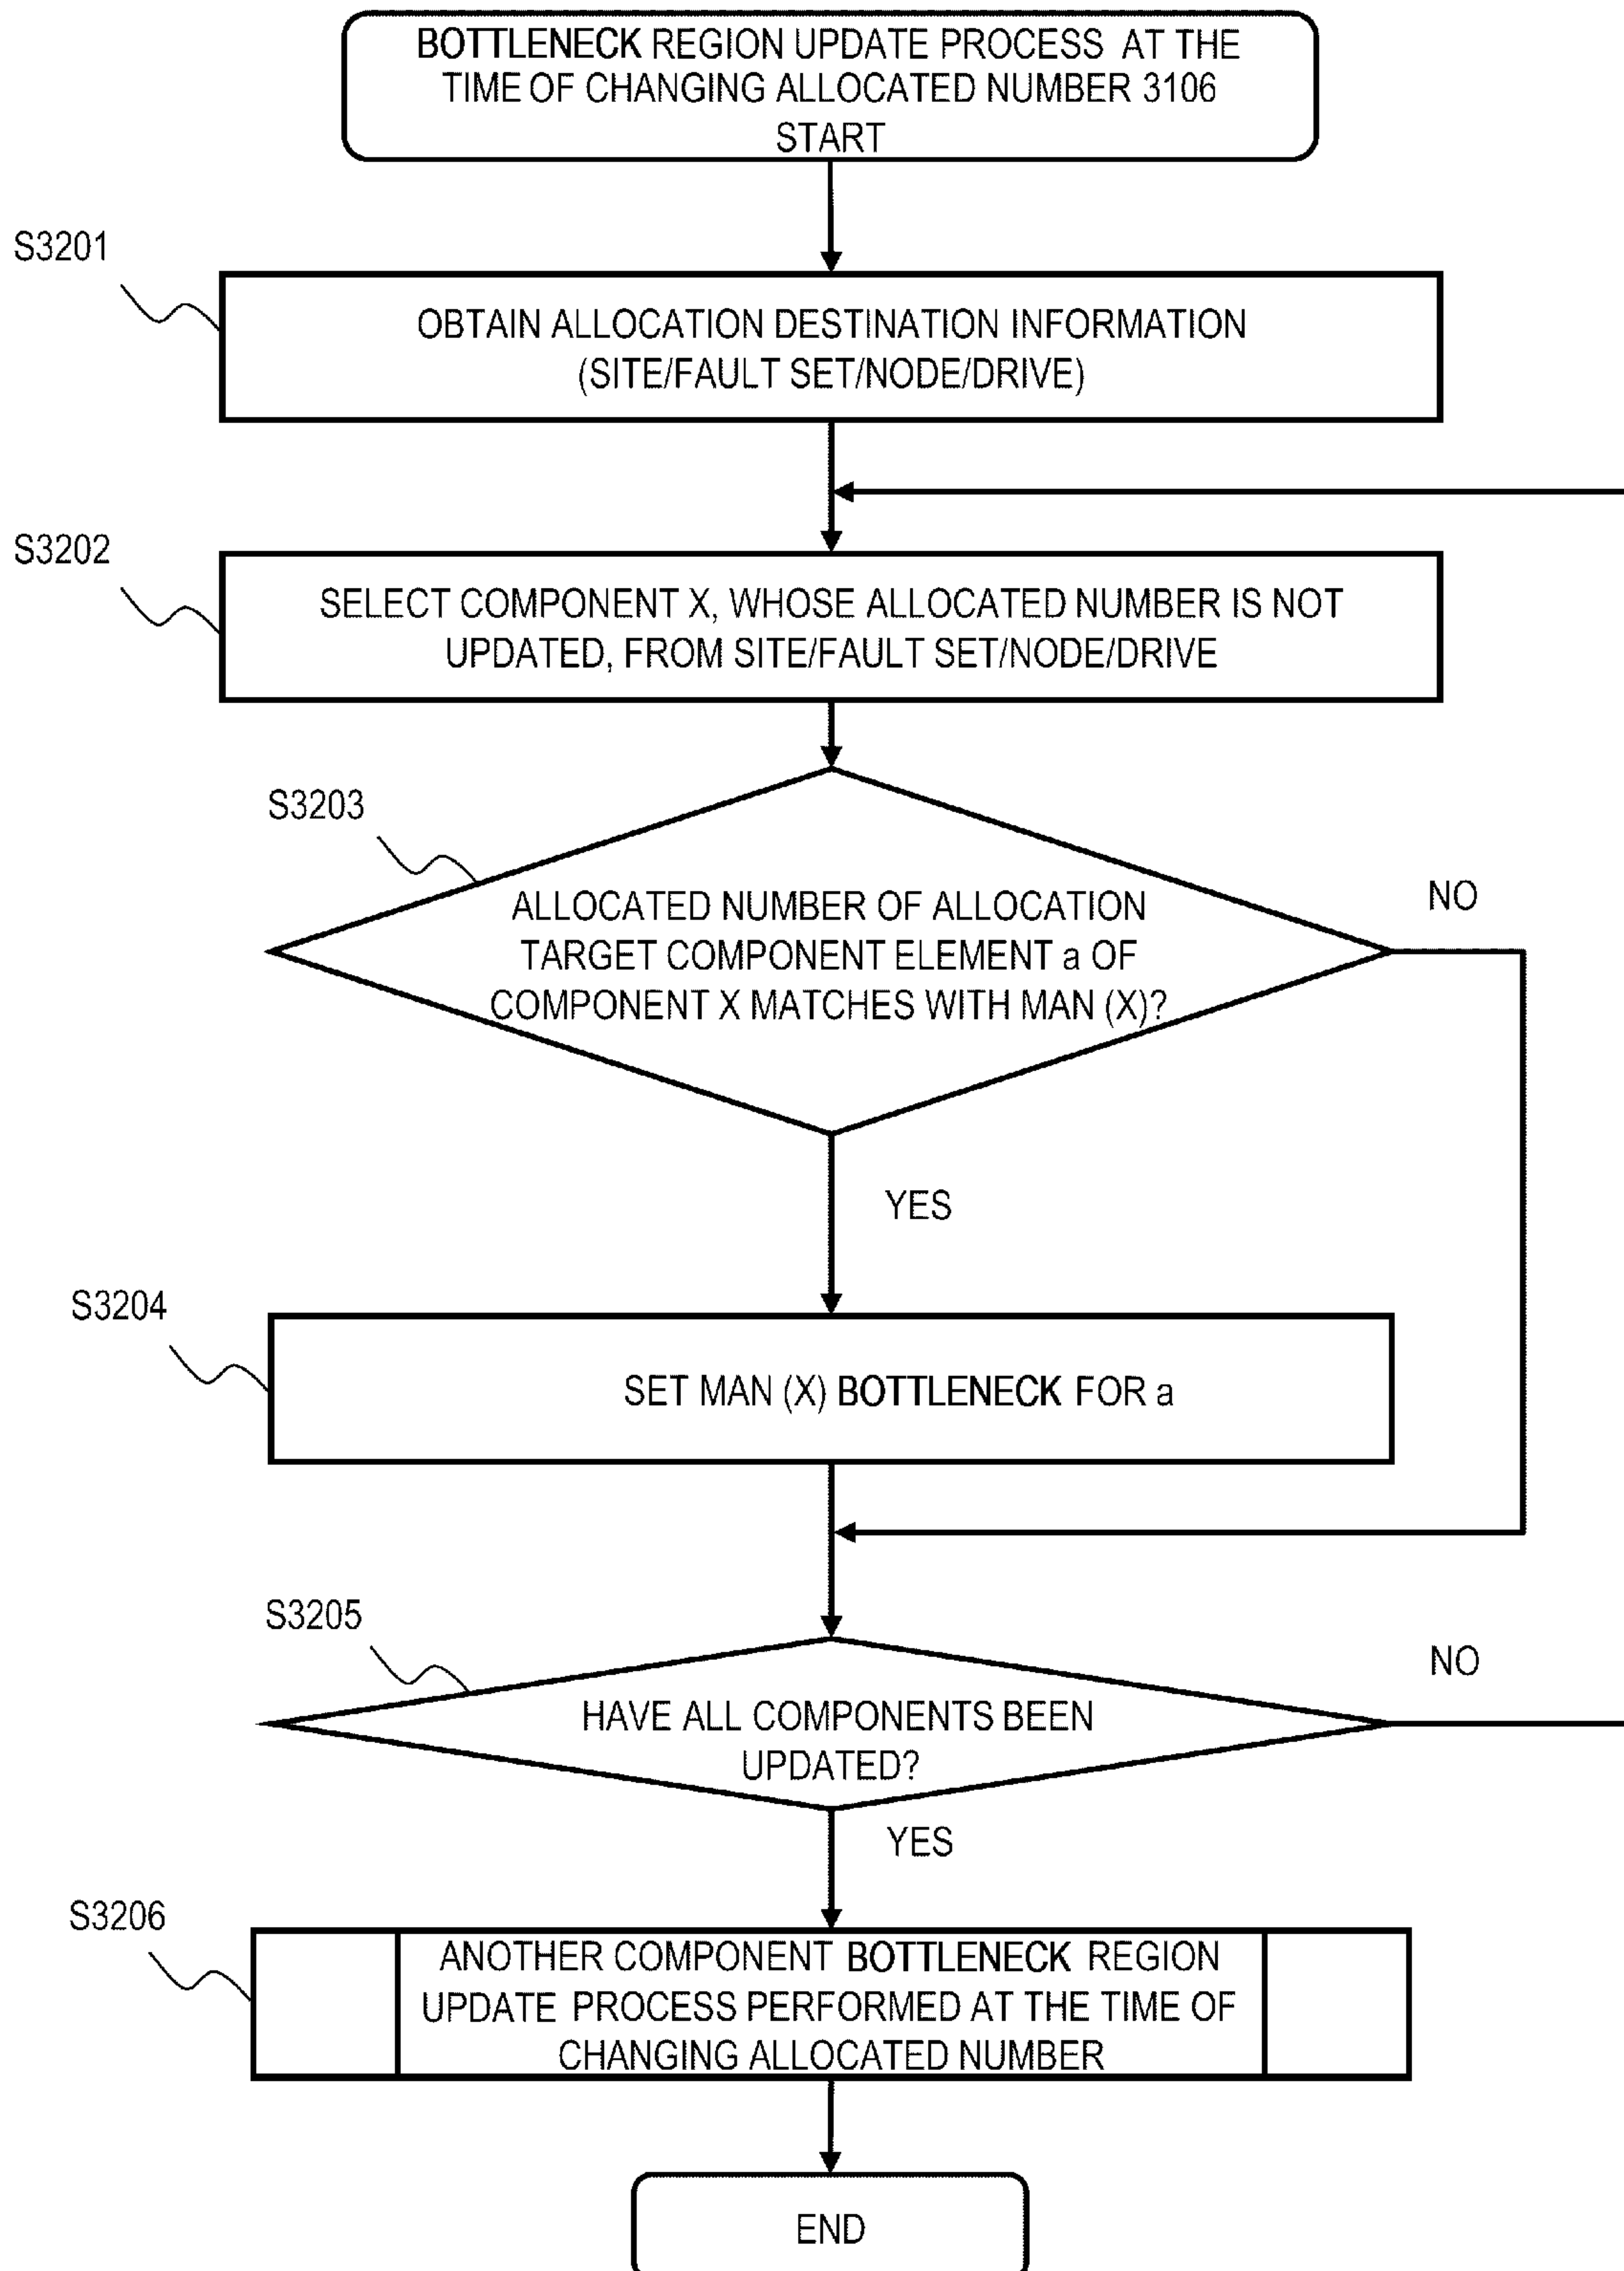 BOTTLENECK REGION UPDATE PROCESS AT THE
TIME OF CHANGING ALLOCATED NUMBER 3106
START
S3201
OBTAIN ALLOCATION DESTINATION INFORMATION
(SITE/FAULT SET/NODE/DRIVE)
S3202
SELECT COMPONENT X, WHOSE ALLOCATED NUMBER IS NOT
UPDATED, FROM SITE/FAULT SET/NODE/DRIVE
S3203
ALLOCATED NUMBER OF ALLOCATION
TARGET COMPONENT ELEMENT a OF
COMPONENT X MATCHES WITH MAN (X)?
NO
YES
S3204
SET MAN (X) BOTTLENECK FOR a
S3205
HAVE ALL COMPONENTS BEEN
UPDATED?
NO
YES
S3206
ANOTHER COMPONENT BOTTLENECK REGION
UPDATE PROCESS PERFORMED AT THE TIME OF
CHANGING ALLOCATED NUMBER
END